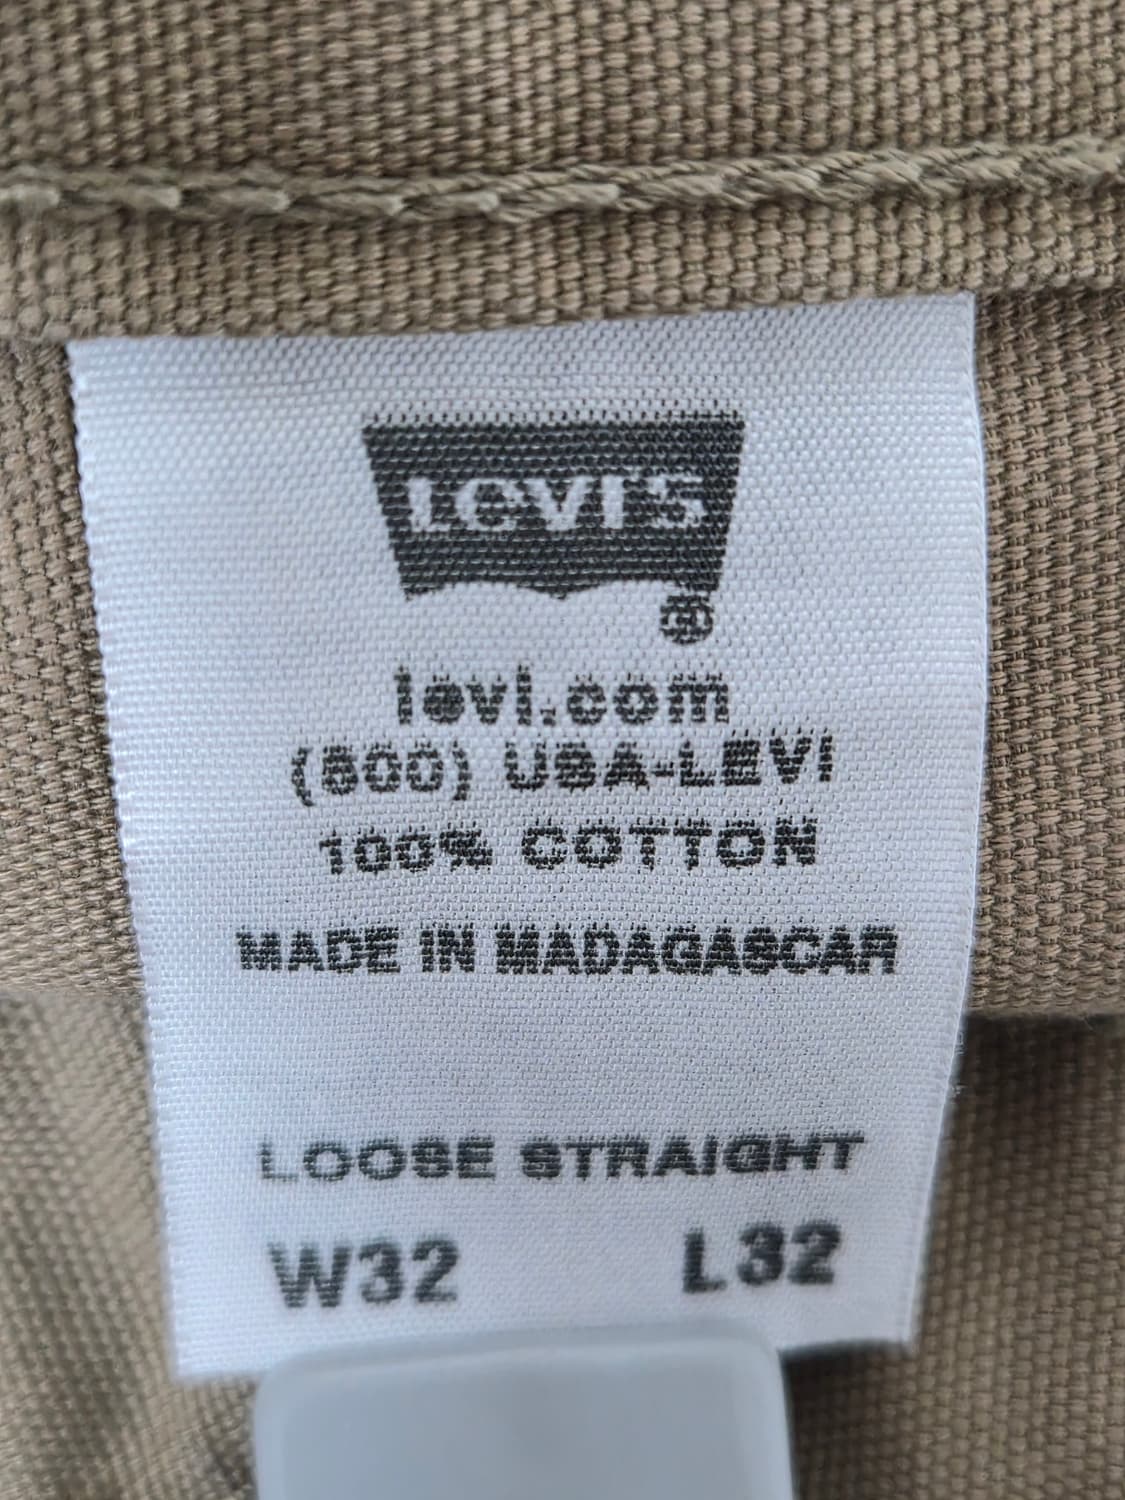 Levi's
®
levi.com
(800) USA-LEVI
100% COTTON
MADE IN MADAGASCAR
LOOSE STRAIGHT
W32 L32